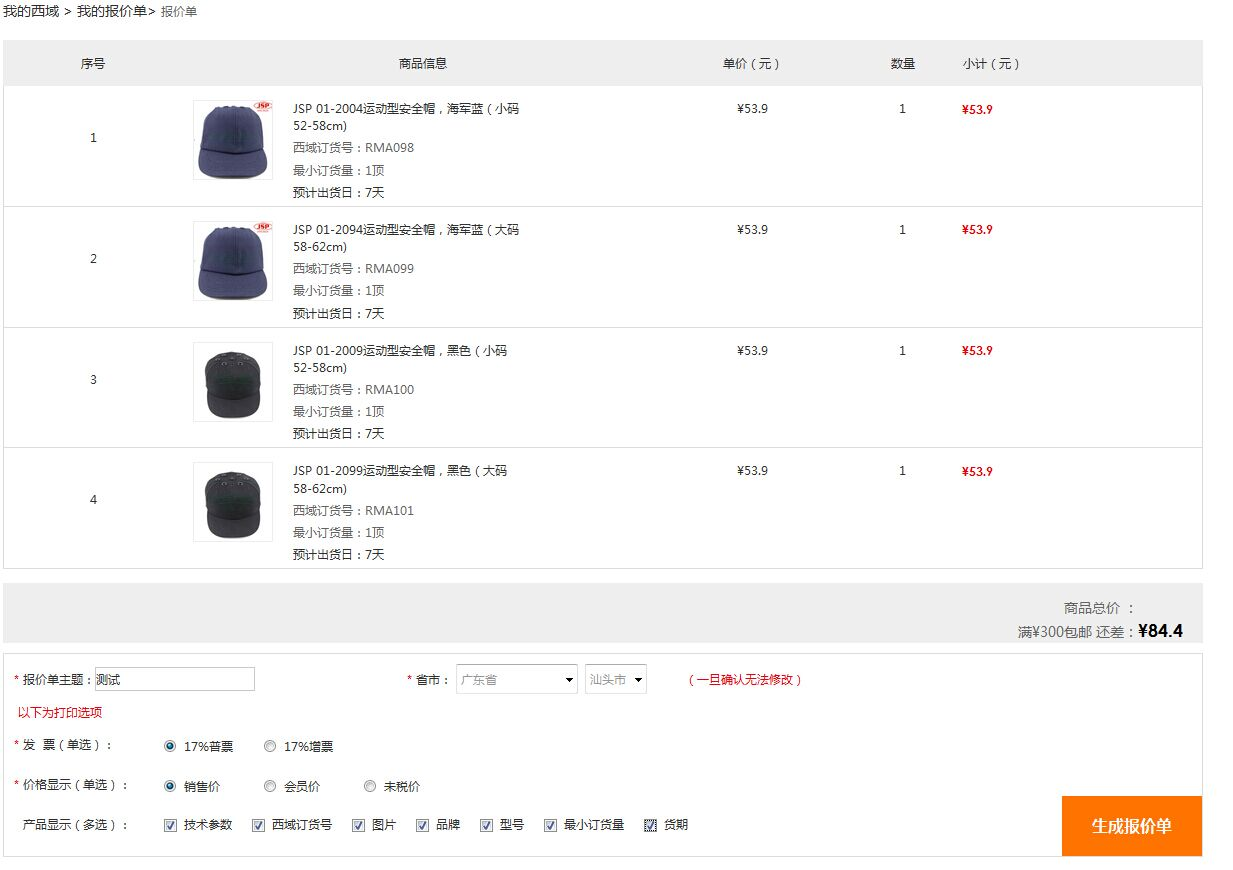 我的西域 > 我的报价单> 报价单
序号 商品信息 单价（元） 数量 小计（元）
1 JSP JSP 01-2004运动型安全帽，海军蓝（小码 ¥53.9 1 ¥53.9
52-58cm)
西域订货号：RMA098
最小订货量：1顶
预计出货日：7天
2 JSP JSP 01-2094运动型安全帽，海军蓝（大码 ¥53.9 1 ¥53.9
58-62cm)
西域订货号：RMA099
最小订货量：1顶
预计出货日：7天
3 JSP 01-2009运动型安全帽，黑色（小码 ¥53.9 1 ¥53.9
52-58cm)
西域订货号：RMA100
最小订货量：1顶
预计出货日：7天
4 JSP 01-2099运动型安全帽，黑色（大码 ¥53.9 1 ¥53.9
58-62cm)
西域订货号：RMA101
最小订货量：1顶
预计出货日：7天
商品总价 ：
满¥300包邮 还差：¥84.4
* 报价单主题：测试 * 省市： 广东省 汕头市 （一旦确认无法修改）
以下为打印选项
* 发 票（单选）： 17%普票 17%增票
* 价格显示（单选）： 销售价 会员价 未税价
产品显示（多选）： 技术参数 西域订货号 图片 品牌 型号 最小订货量 货期
生成报价单